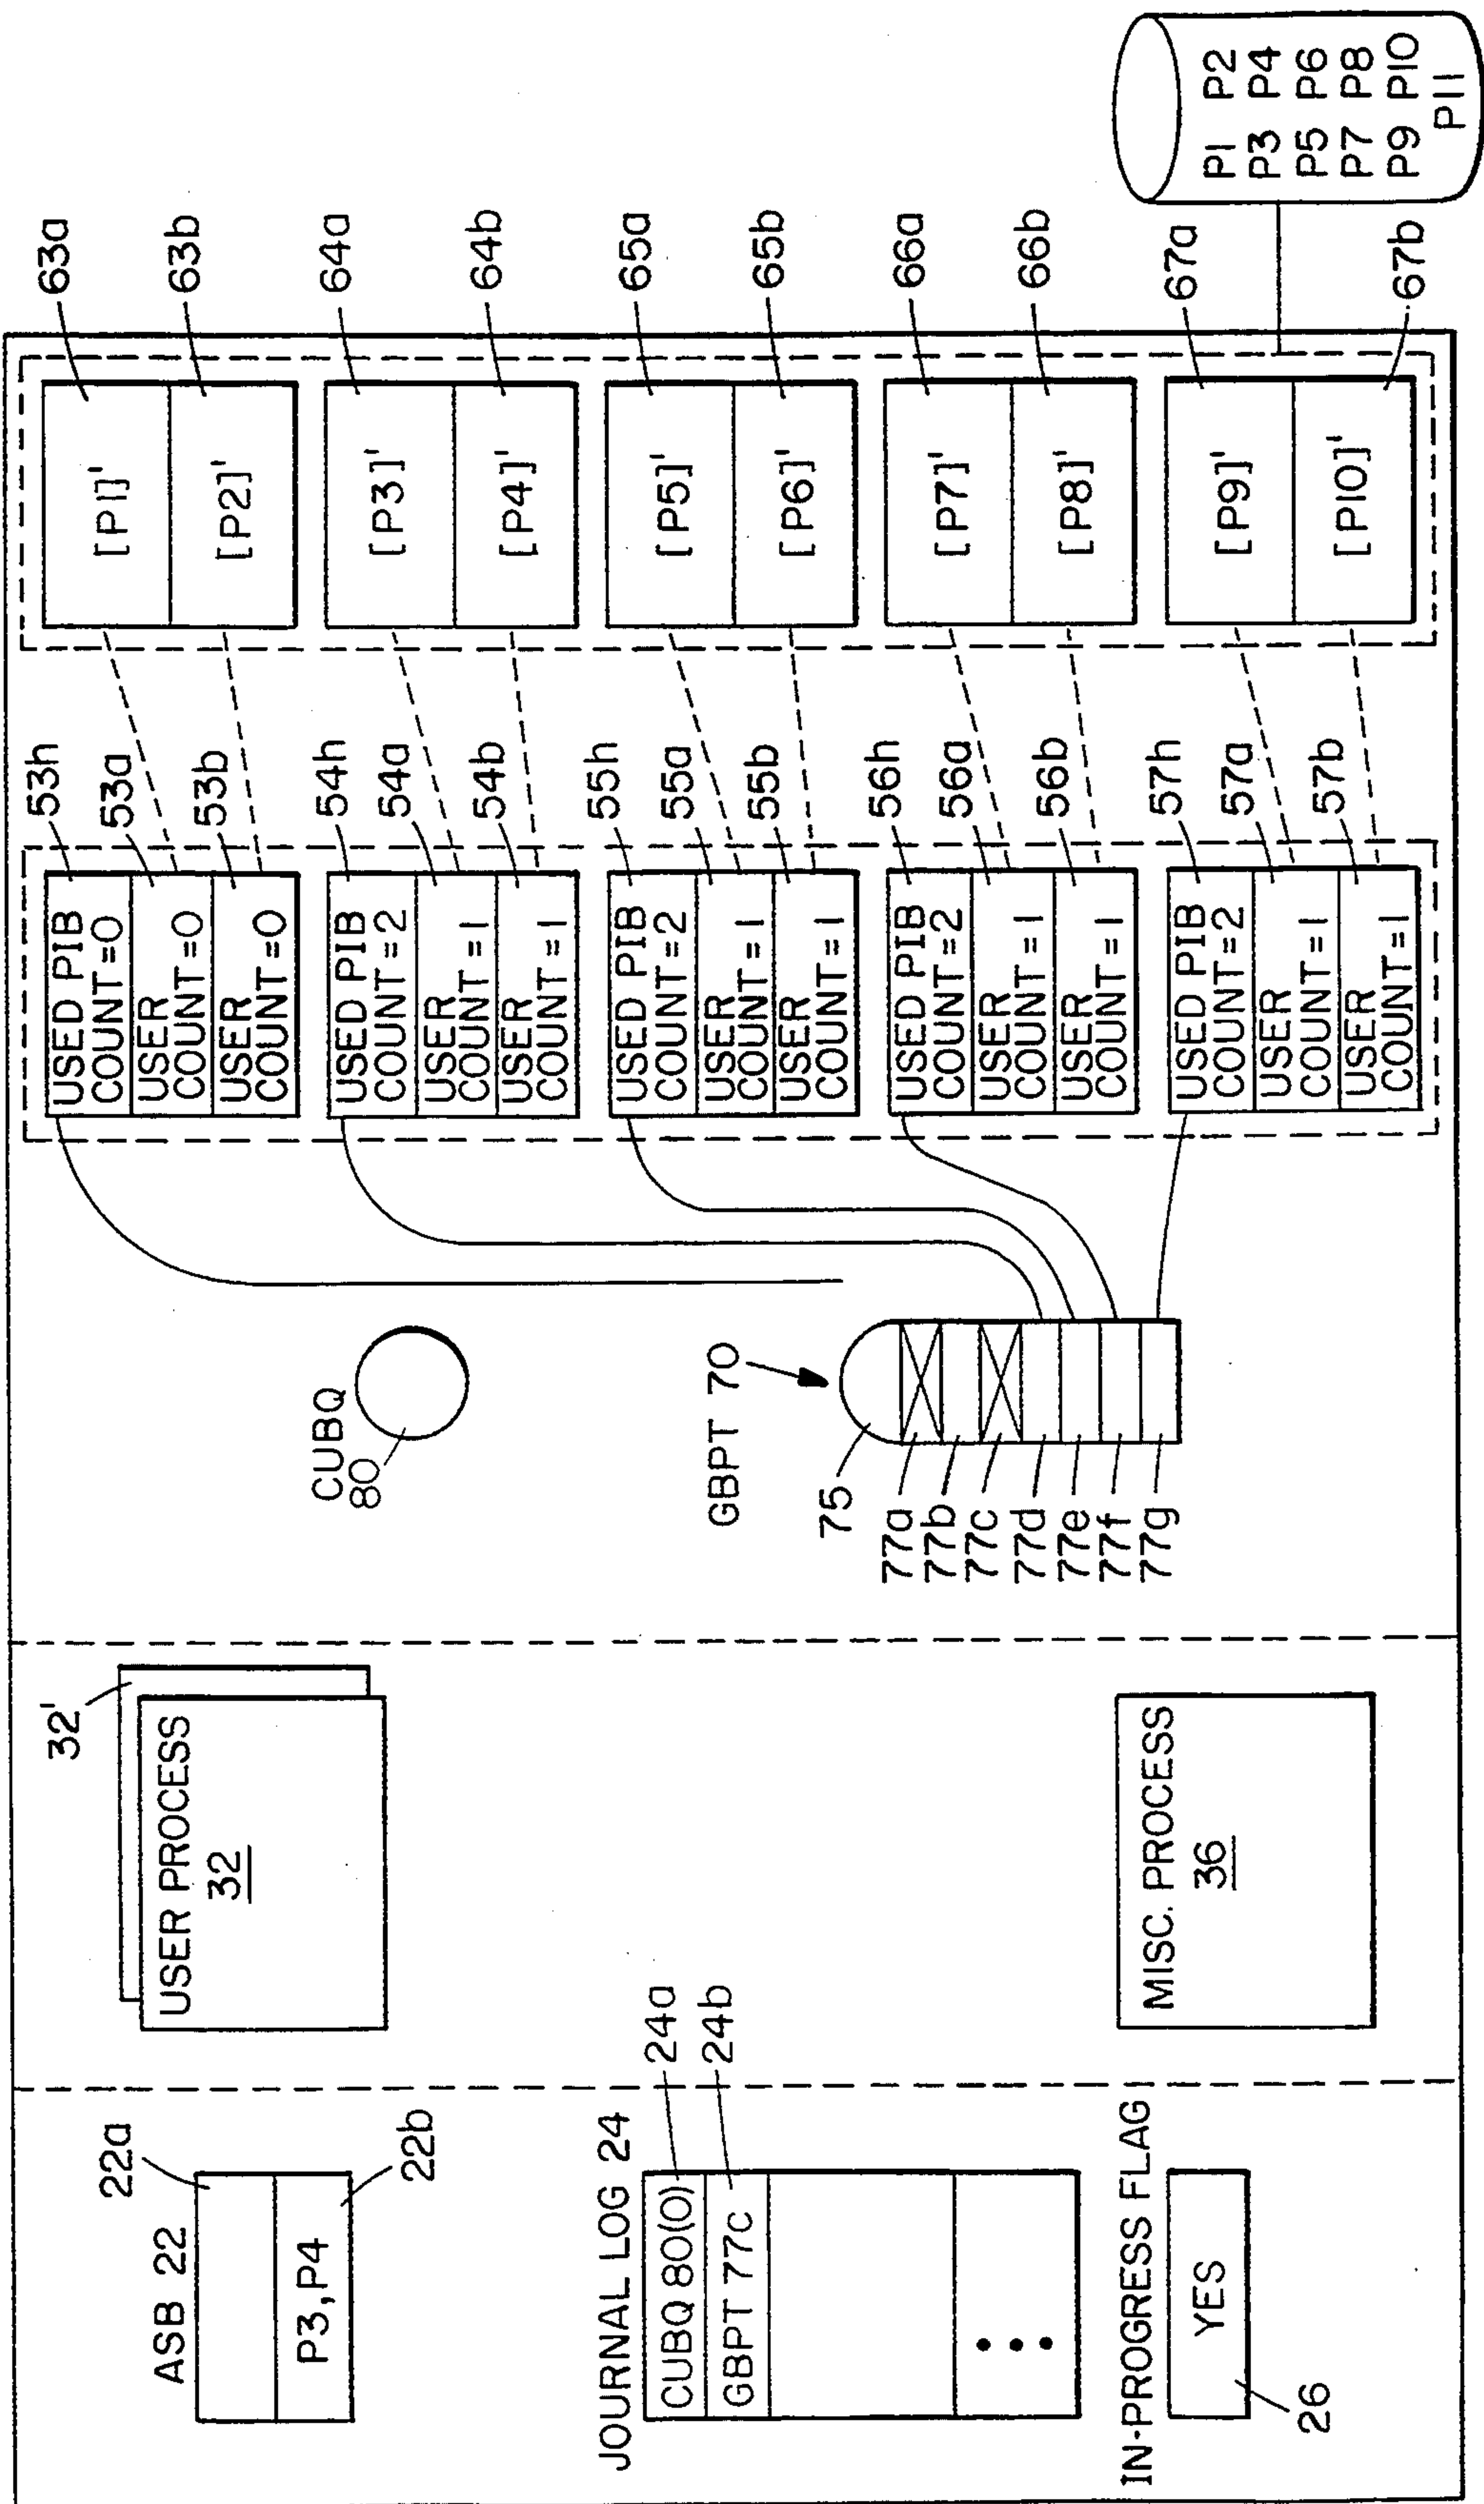 ASB 22
22a
P3,P4
22b
JOURNAL LOG 24
CUBQ 80(0)
24a
GBPT 77c
24b
IN-PROGRESS FLAG
YES
26
32'
USER PROCESS
32
MISC. PROCESS
36
CUBQ
80
GBPT 70
75
77a
77b
77c
77d
77e
77f
77g
USED PIB
COUNT=0
USER
COUNT=0
USER
COUNT=0
53h
53a
53b
USED PIB
COUNT=2
USER
COUNT=1
USER
COUNT=1
54h
54a
54b
USED PIB
COUNT=2
USER
COUNT=1
USER
COUNT=1
55h
55a
55b
USED PIB
COUNT=2
USER
COUNT=1
USER
COUNT=1
56h
56a
56b
USED PIB
COUNT=2
USER
COUNT=1
USER
COUNT=1
57h
57a
57b
[P1]'
[P2]'
63a
63b
[P3]'
[P4]'
64a
64b
[P5]'
[P6]'
65a
65b
[P7]'
[P8]'
66a
66b
[P9]'
[P10]'
67a
67b
P1 P2
P3 P4
P5 P6
P7 P8
P9 P10
P11